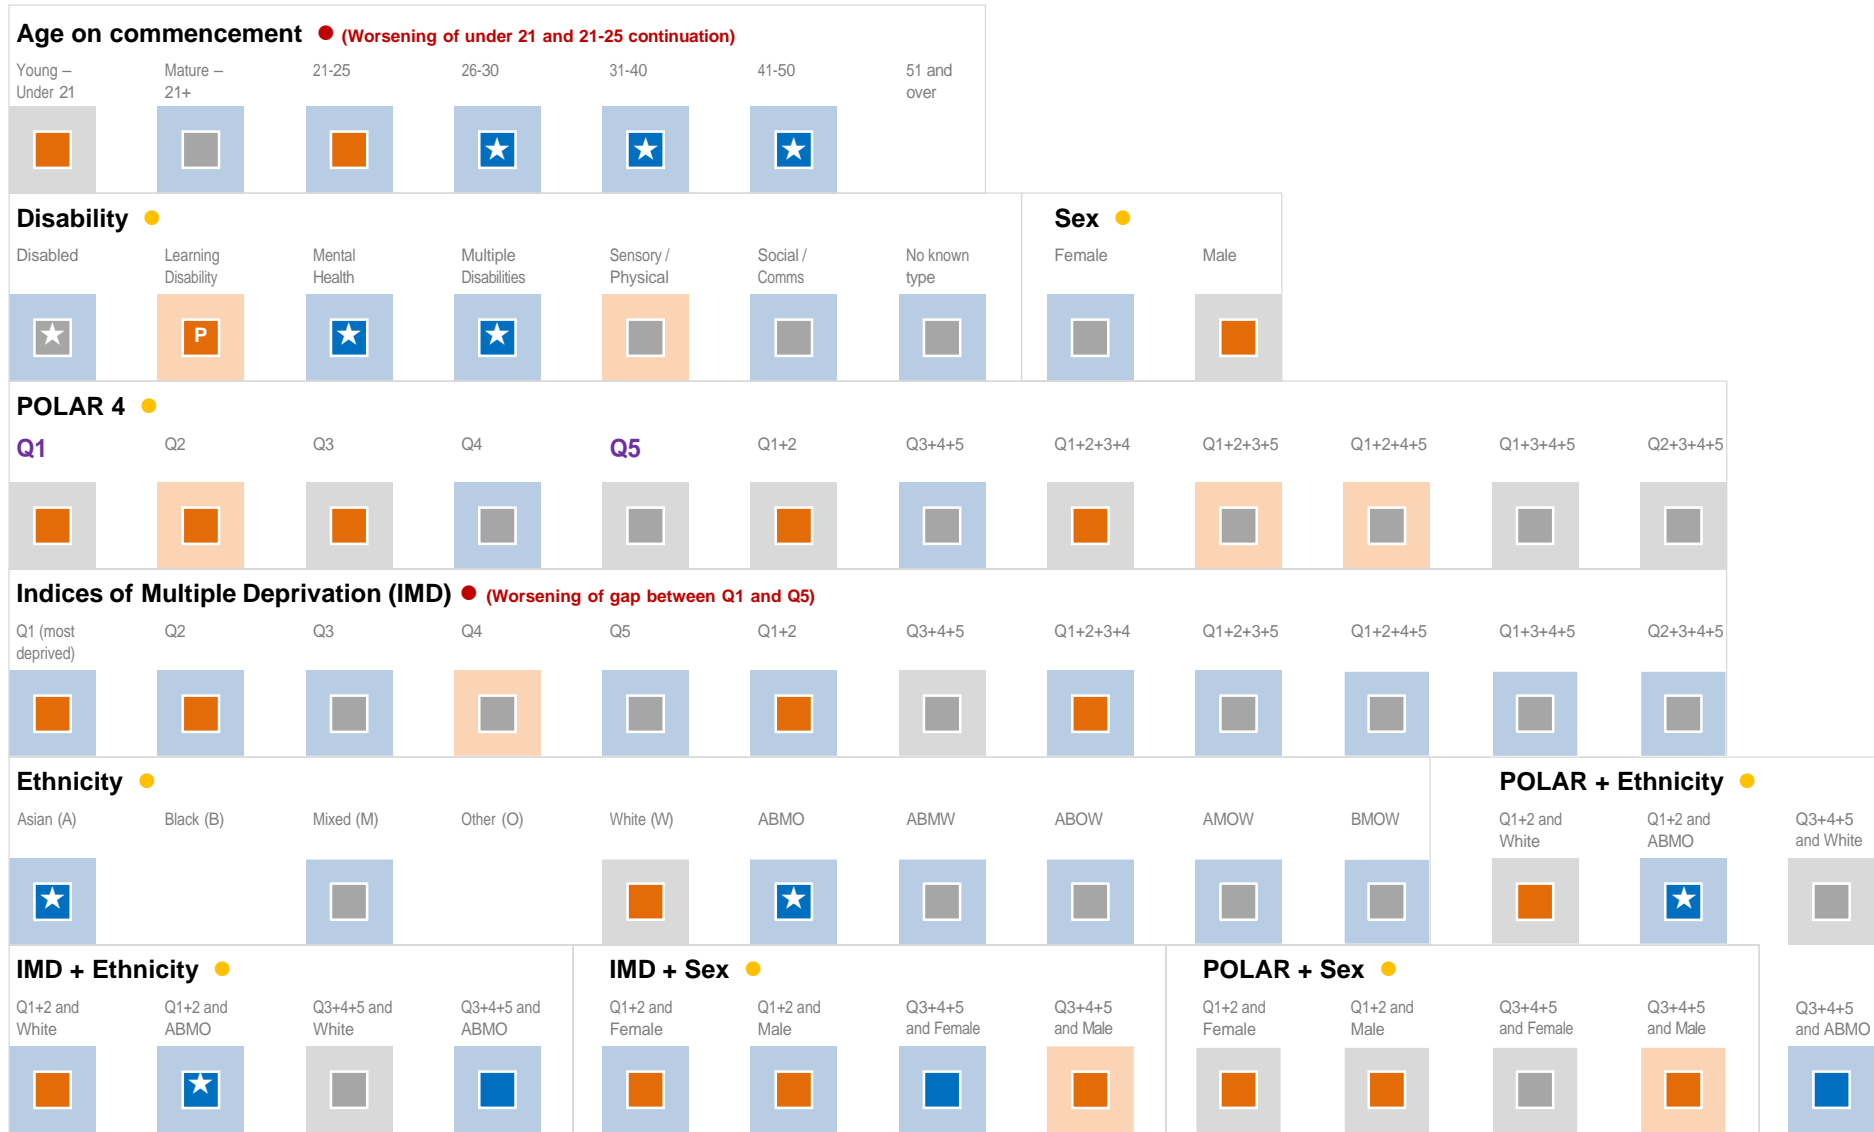 Age on commencement (Worsening of under 21 and 21-25 continuation)
Young – Under 21
Mature – 21+
21-25
26-30
31-40
41-50
51 and over
Disability
Disabled
Learning Disability
Mental Health
Multiple Disabilities
Sensory / Physical
Social / Comms
No known type
P
Sex
Female
Male
POLAR 4
Q1
Q2
Q3
Q4
Q5
Q1+2
Q3+4+5
Q1+2+3+4
Q1+2+3+5
Q1+2+4+5
Q1+3+4+5
Q2+3+4+5
Indices of Multiple Deprivation (IMD) (Worsening of gap between Q1 and Q5)
Q1 (most deprived)
Q2
Q3
Q4
Q5
Q1+2
Q3+4+5
Q1+2+3+4
Q1+2+3+5
Q1+2+4+5
Q1+3+4+5
Q2+3+4+5
Ethnicity
Asian (A)
Black (B)
Mixed (M)
Other (O)
White (W)
ABMO
ABMW
ABOW
AMOW
BMOW
POLAR + Ethnicity
Q1+2 and White
Q1+2 and ABMO
Q3+4+5 and White
IMD + Ethnicity
Q1+2 and White
Q1+2 and ABMO
Q3+4+5 and White
Q3+4+5 and ABMO
IMD + Sex
Q1+2 and Female
Q1+2 and Male
Q3+4+5 and Female
Q3+4+5 and Male
POLAR + Sex
Q1+2 and Female
Q1+2 and Male
Q3+4+5 and Female
Q3+4+5 and Male
Q3+4+5 and ABMO